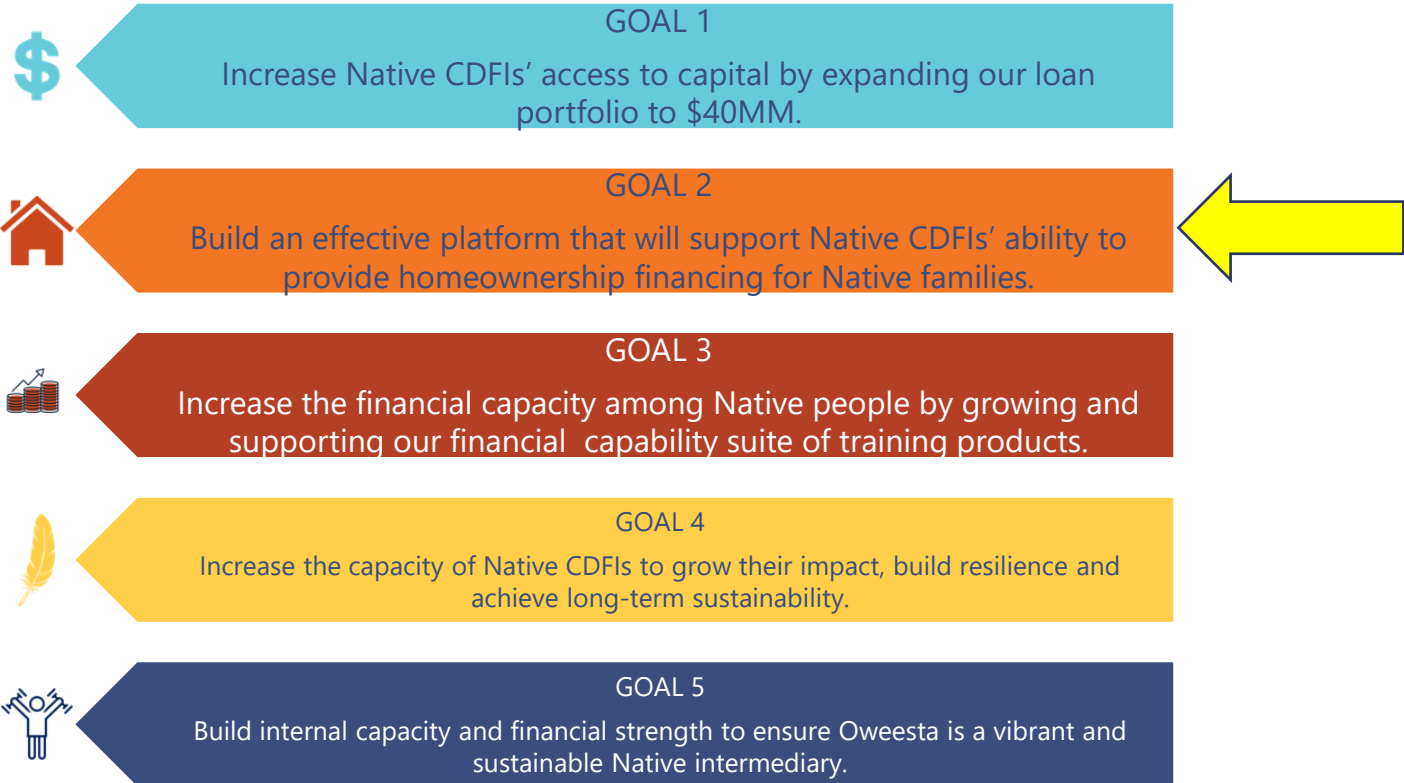 GOAL 1
Increase Native CDFIs’ access to capital by expanding our loan
portfolio to $40MM.
GOAL 2
Build an effective platform that will support Native CDFIs’ ability to
provide homeownership financing for Native families.
GOAL 3
Increase the financial capacity among Native people by growing and
supporting our financial  capability suite of training products.
GOAL 4
Increase the capacity of Native CDFIs to grow their impact, build resilience and
achieve long-term sustainability.
GOAL 5
Build internal capacity and financial strength to ensure Oweesta is a vibrant and
sustainable Native intermediary.